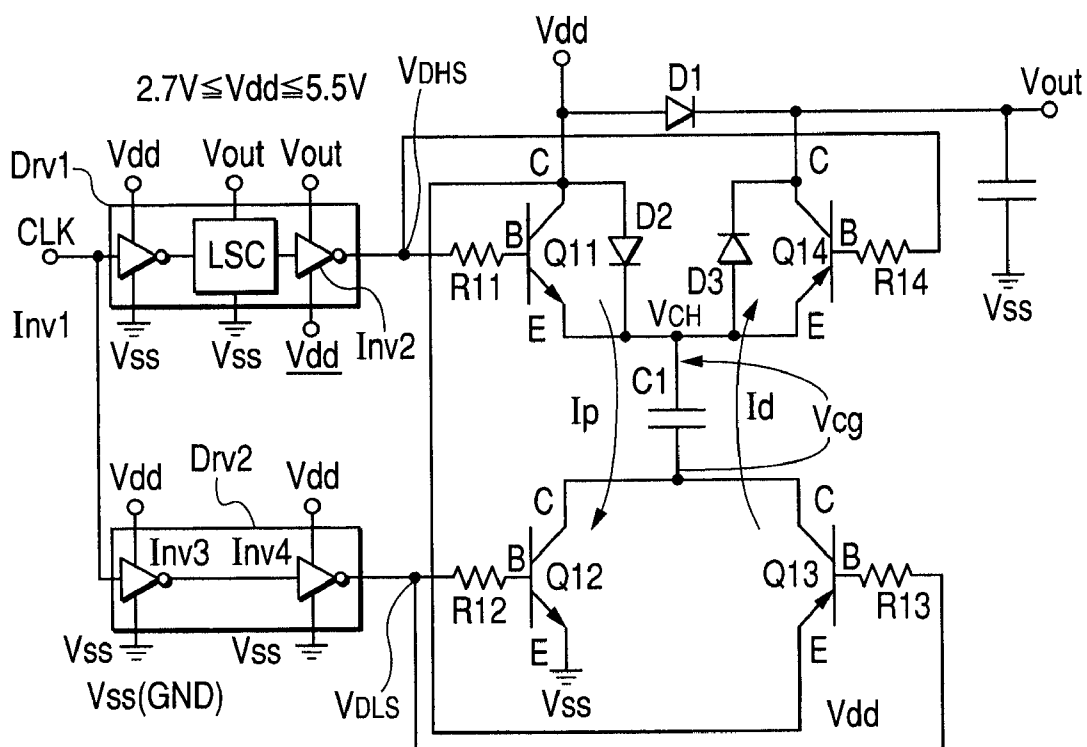 Vdd
VDHS
D1
Vout
2.7V≦Vdd≦5.5V
Drv1
Vdd
Vout
Vout
C
C
CLK
LSC
B
D2
Q11
D3
Q14
B
R11
R14
Inv1
Vss
Vss
Vdd
Inv2
E
VCH
E
Vss
C1
Ip
Id
Vcg
Drv2
Vdd
Vdd
C
C
Inv3
Inv4
B
Q12
Q13
B
R12
R13
Vss
Vss
E
E
Vss(GND)
VDLS
Vss
Vdd